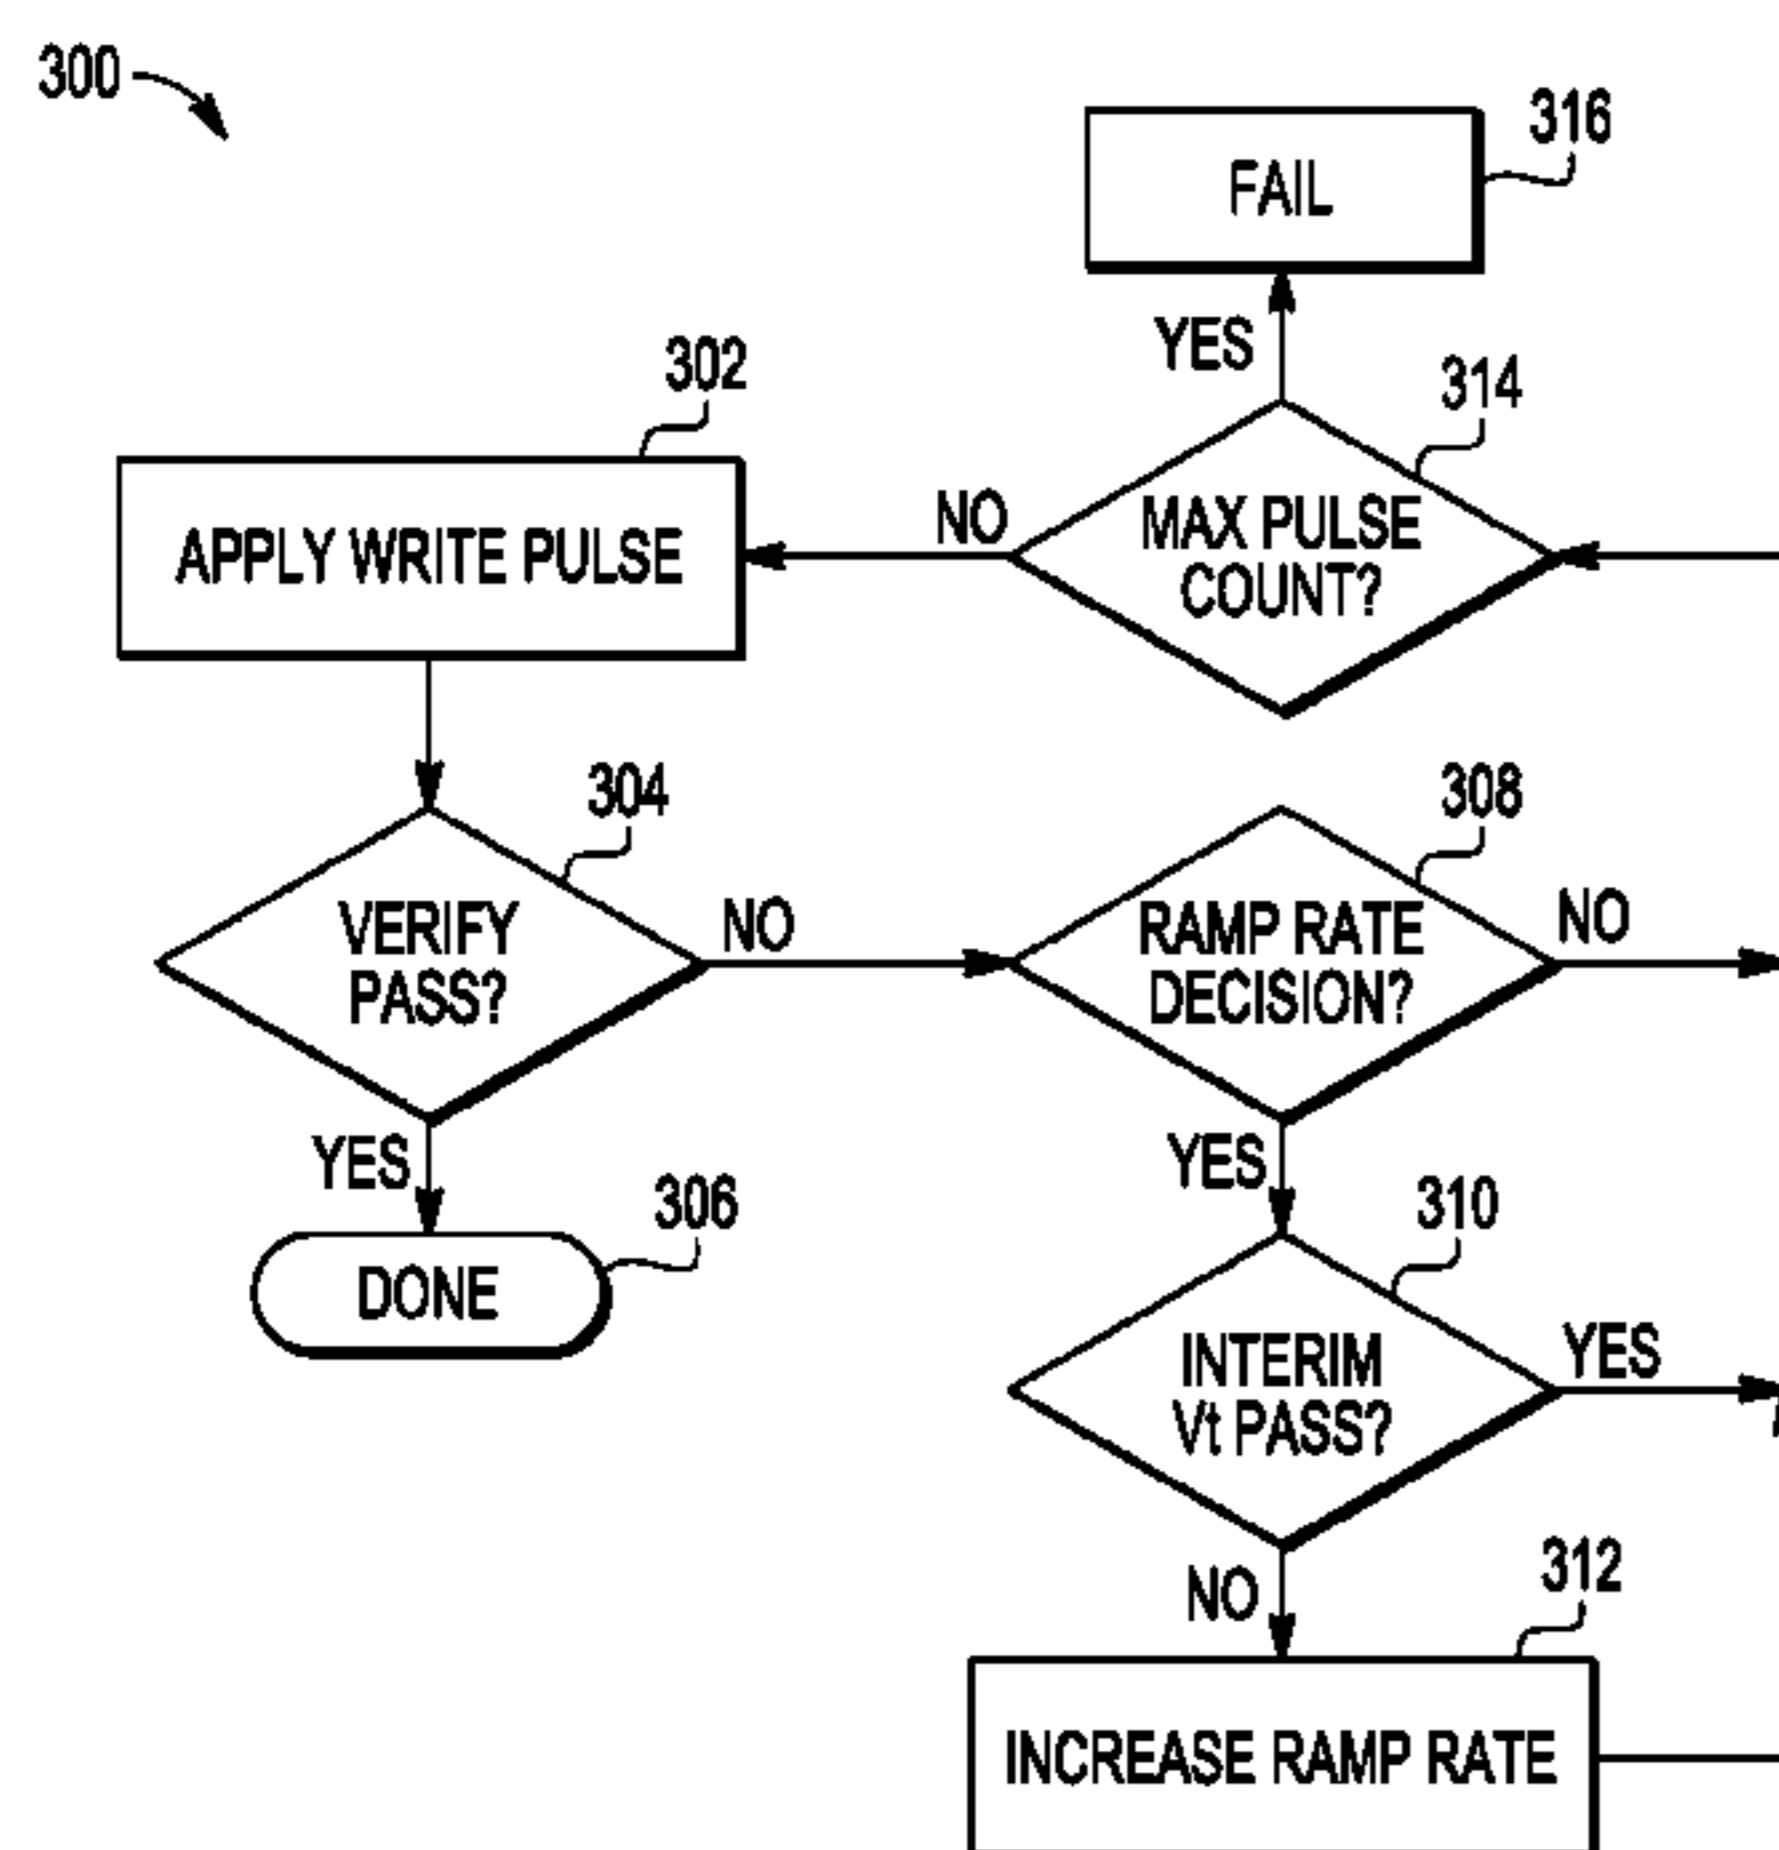 300
316
FAIL
YES
302
314
APPLY WRITE PULSE
NO
MAX PULSE
COUNT?
304
308
VERIFY
PASS?
NO
RAMP RATE
DECISION?
NO
YES
306
DONE
YES
310
INTERIM
Vt PASS?
YES
NO
312
INCREASE RAMP RATE